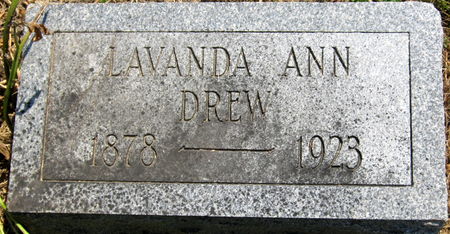 LAVANDA ANN
DREW
1878 — 1923